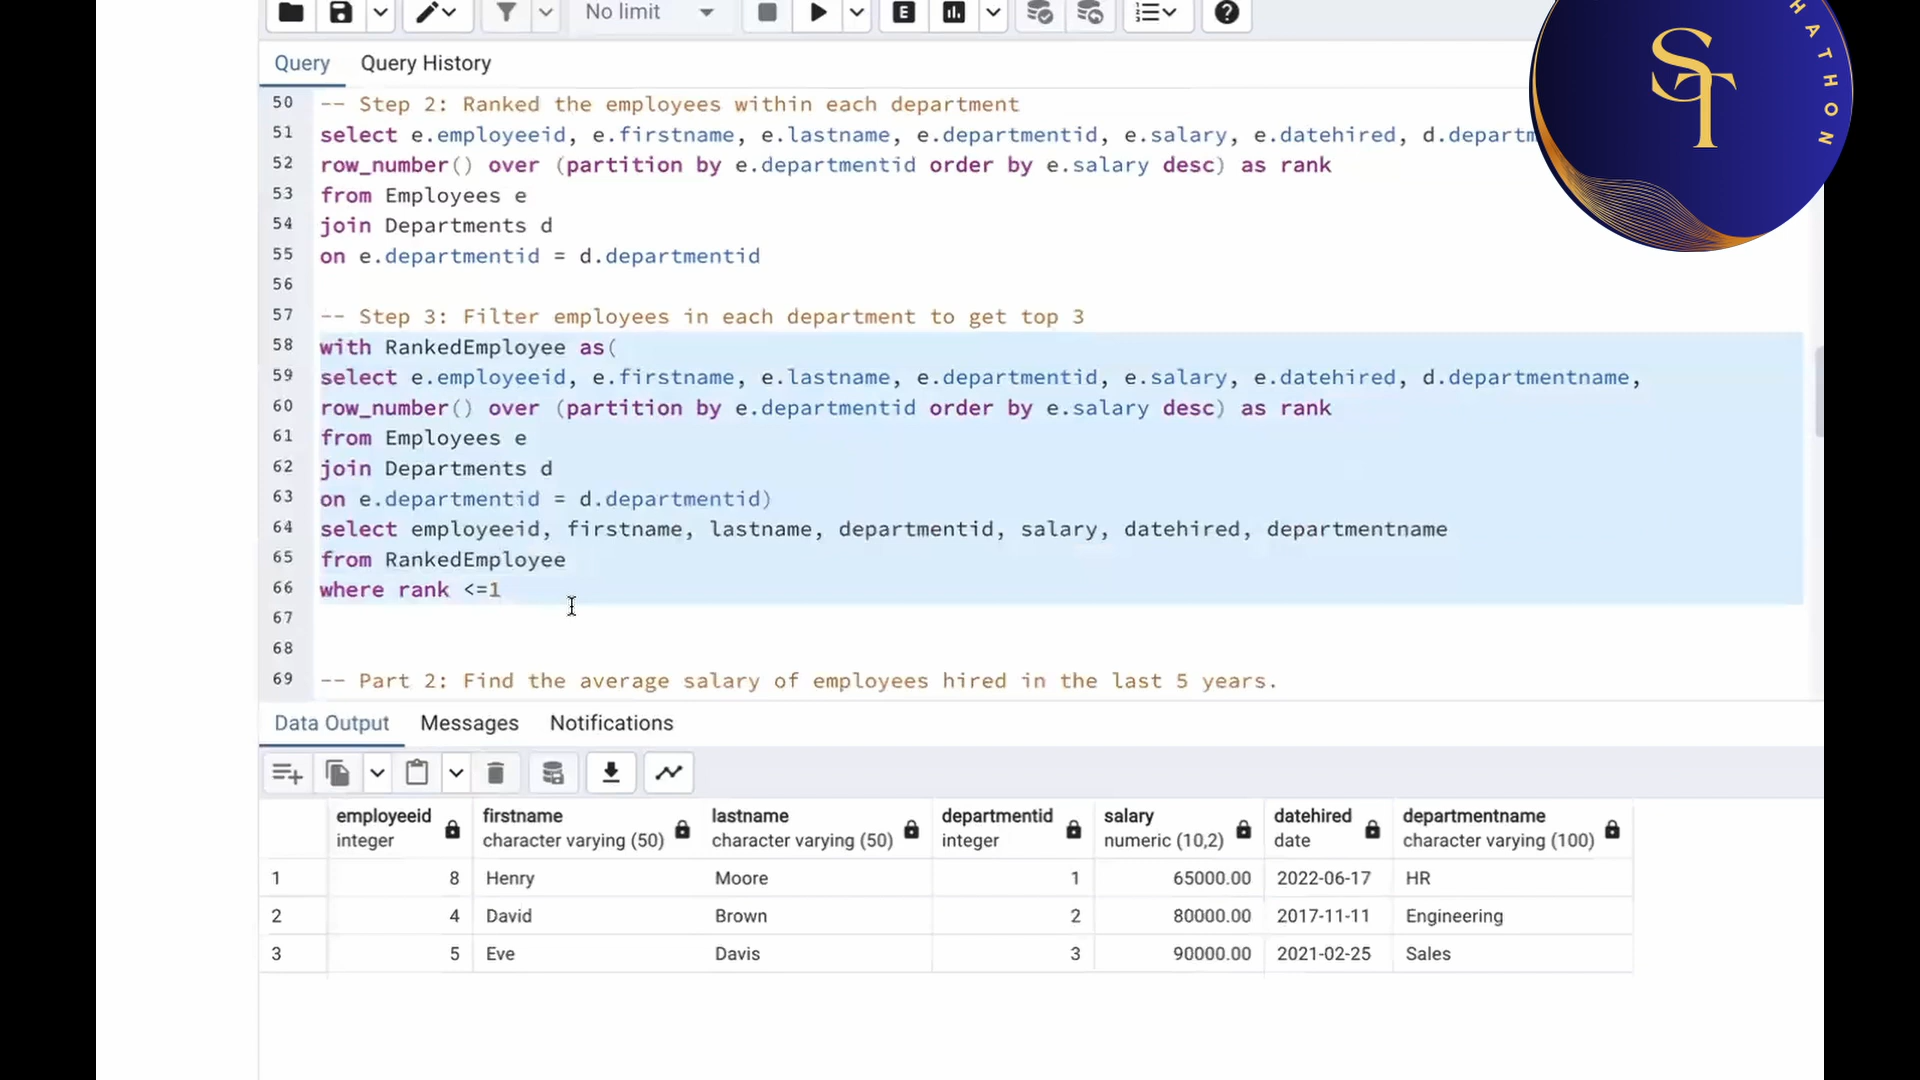 No limit
Query Query History
50 -- Step 2: Ranked the employees within each department
51 select e.employeeid, e.firstname, e.lastname, e.departmentid, e.salary, e.datehired, d.departm
52 row_number() over (partition by e.departmentid order by e.salary desc) as rank
53 from Employees e
54 join Departments d
55 on e.departmentid = d.departmentid
56
57 -- Step 3: Filter employees in each department to get top 3
58 with RankedEmployee as(
59 select e.employeeid, e.firstname, e.lastname, e.departmentid, e.salary, e.datehired, d.departmentname,
60 row_number() over (partition by e.departmentid order by e.salary desc) as rank
61 from Employees e
62 join Departments d
63 on e.departmentid = d.departmentid)
64 select employeeid, firstname, lastname, departmentid, salary, datehired, departmentname
65 from RankedEmployee
66 where rank <=1
67
68
69 -- Part 2: Find the average salary of employees hired in the last 5 years.
Data Output Messages Notifications
employeeid firstname lastname departmentid salary datehired departmentname
integer character varying (50) character varying (50) integer numeric (10,2) date character varying (100)
1 8 Henry Moore 1 65000.00 2022-06-17 HR
2 4 David Brown 2 80000.00 2017-11-11 Engineering
3 5 Eve Davis 3 90000.00 2021-02-25 Sales
ST
HATHON